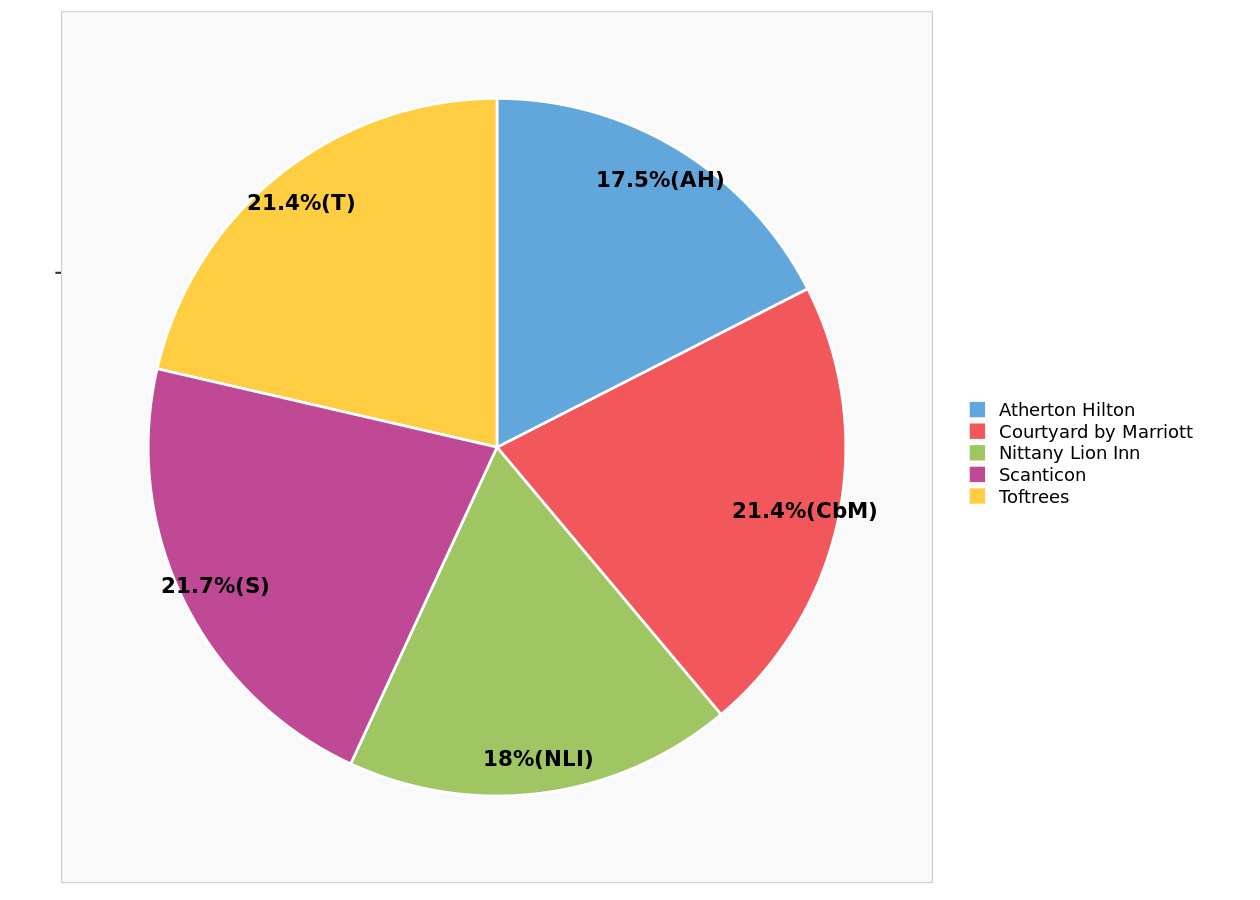 17.5%(AH)
21.4%(T)
21.4%(CbM)
21.7%(S)
18%(NLI)
Atherton Hilton
Courtyard by Marriott
Nittany Lion Inn
Scanticon
Toftrees